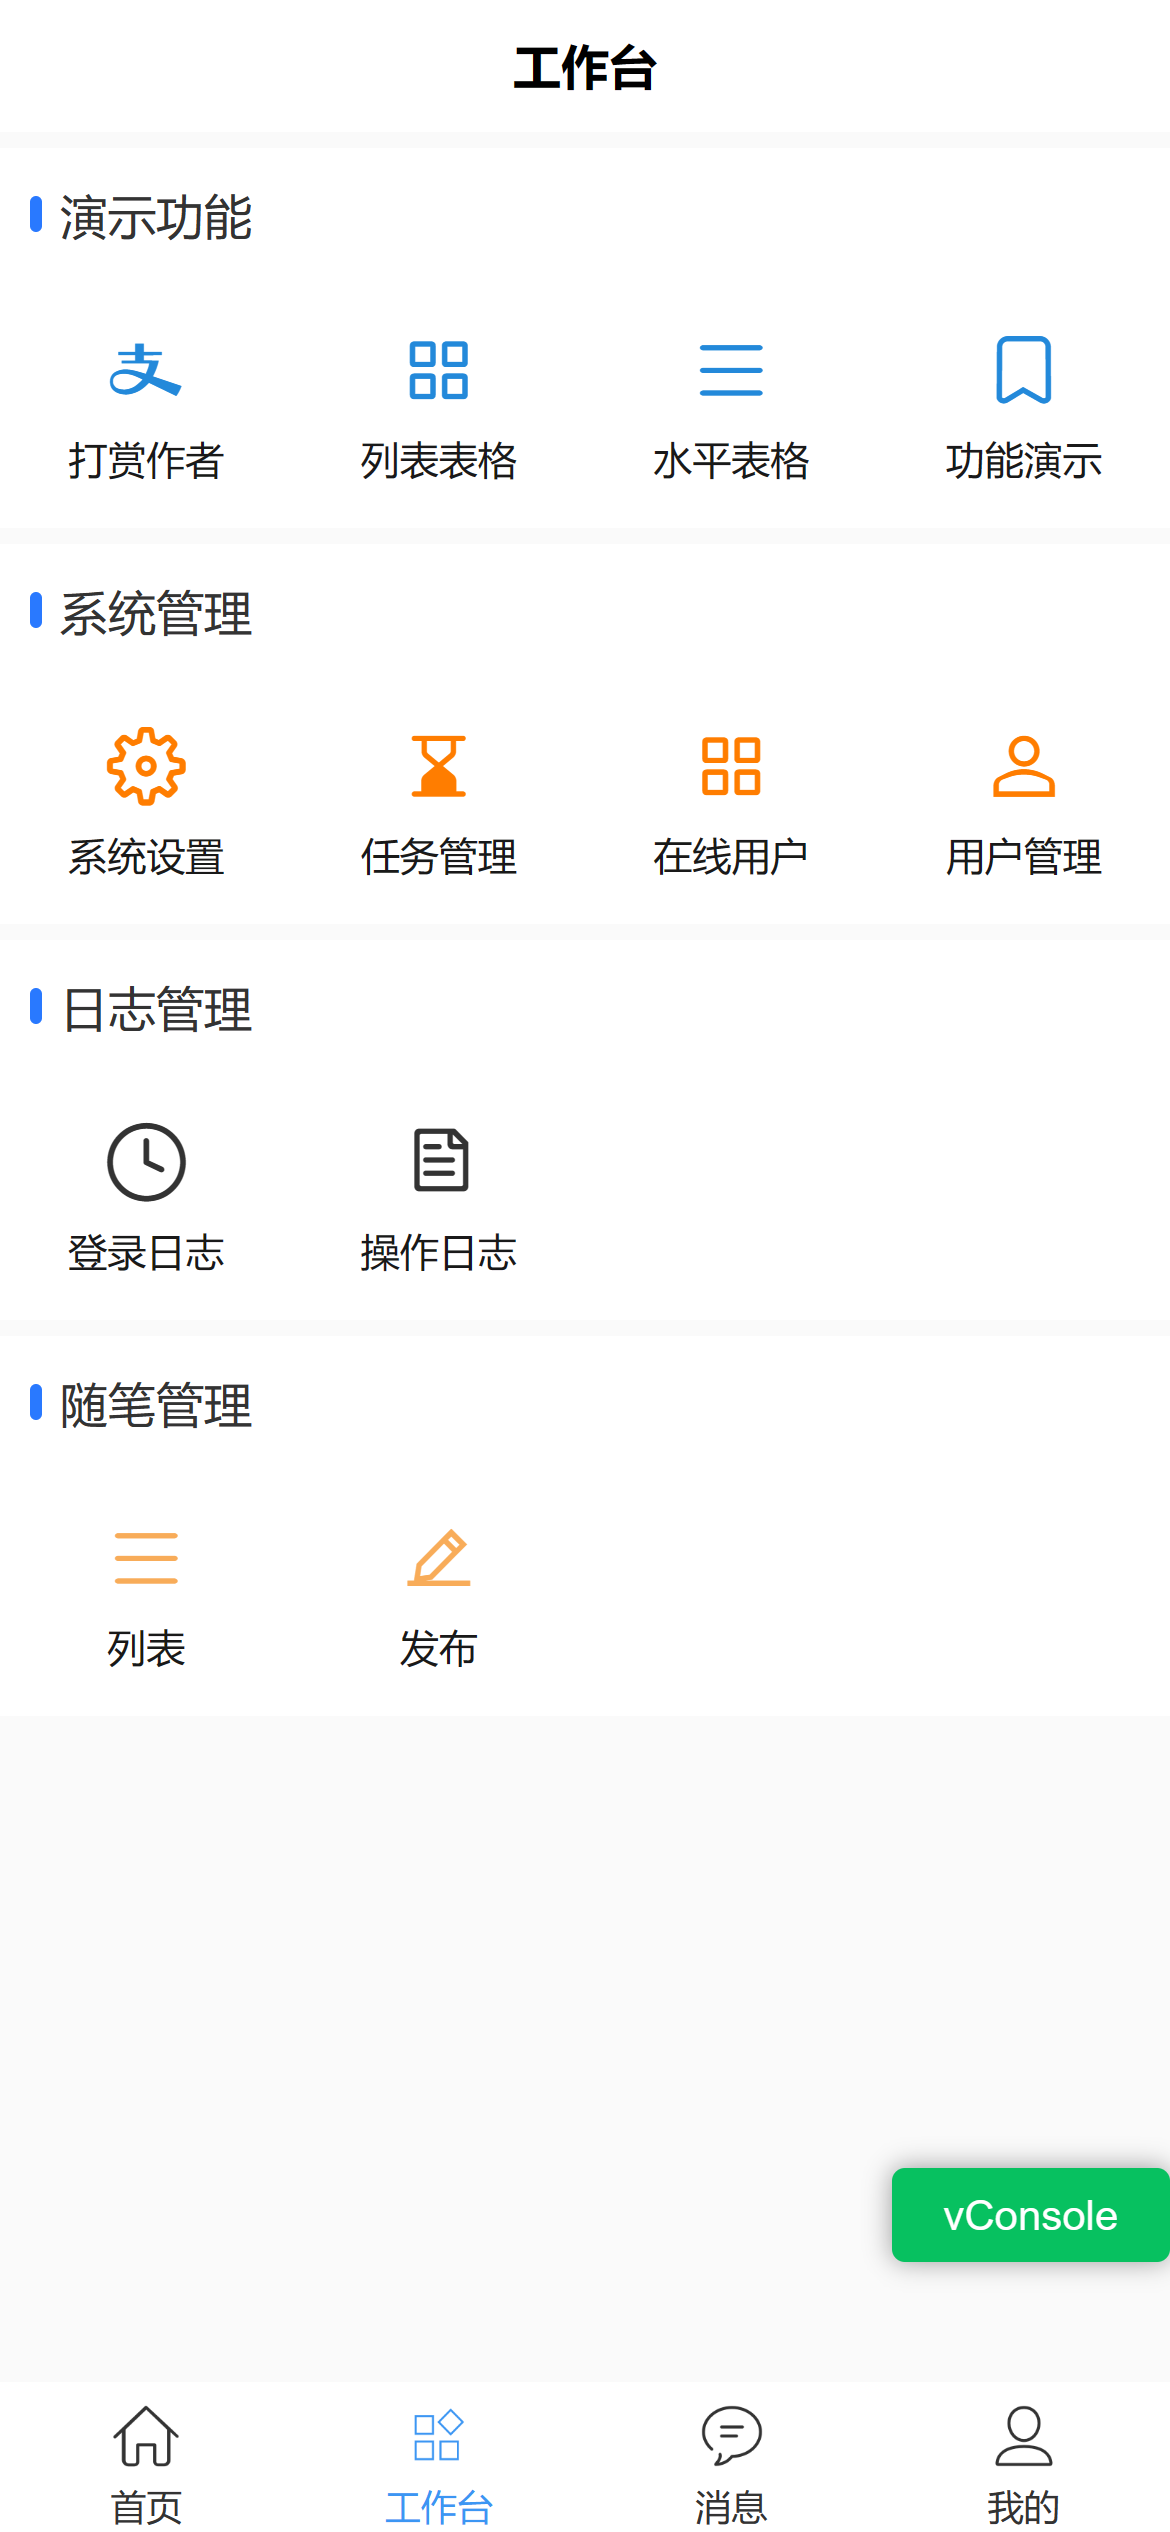 工作台
演示功能
打赏作者 列表表格 水平表格 功能演示
系统管理
系统设置 任务管理 在线用户 用户管理
日志管理
登录日志 操作日志
随笔管理
列表 发布
vConsole
首页 工作台 消息 我的